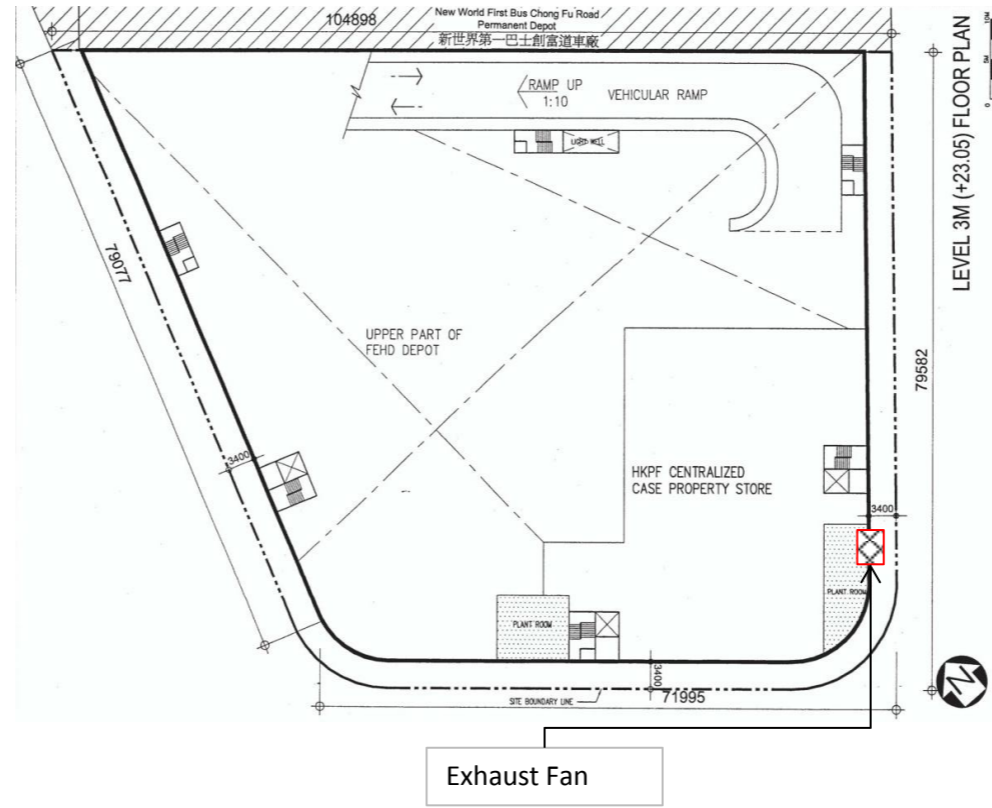 104898
New World First Bus Chong Fu Road
Permanent Depot
新世界第一巴士創富道車廠
LEVEL 3M (+23.05) FLOOR PLAN
10M
5M
0
RAMP UP
1:10
VEHICULAR RAMP
LIGHT WELL
79077
UPPER PART OF
FEHD DEPOT
79582
3400
HKPF CENTRALIZED
CASE PROPERTY STORE
3400
PLANT ROOM
PLANT ROOM
3400
SITE BOUNDARY LINE
71995
N
Exhaust Fan